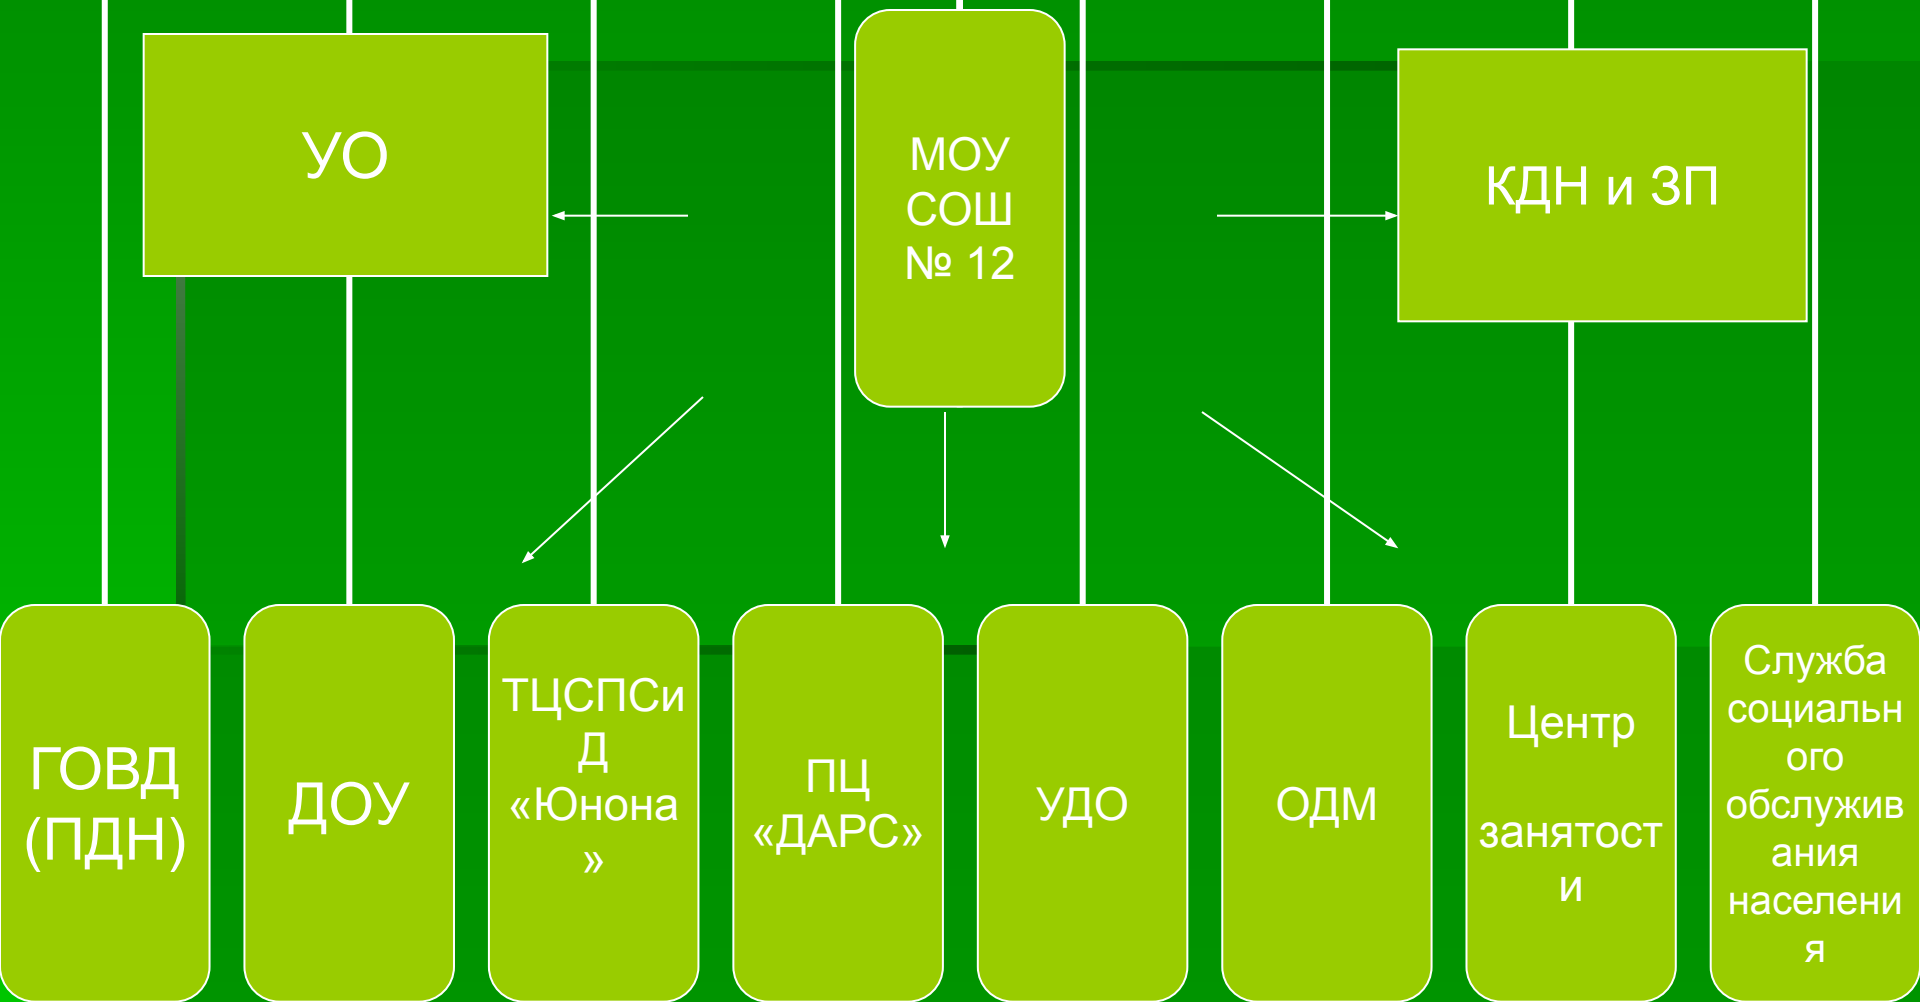 УО
МОУ
СОШ
№ 12
КДН и ЗП
ГОВД
(ПДН)
ДОУ
ТЦСПСи
Д
«Юнона
»
ПЦ
«ДАРС»
УДО
ОДМ
Центр
занятост
и
Служба
социальн
ого
обслужив
ания
населени
я